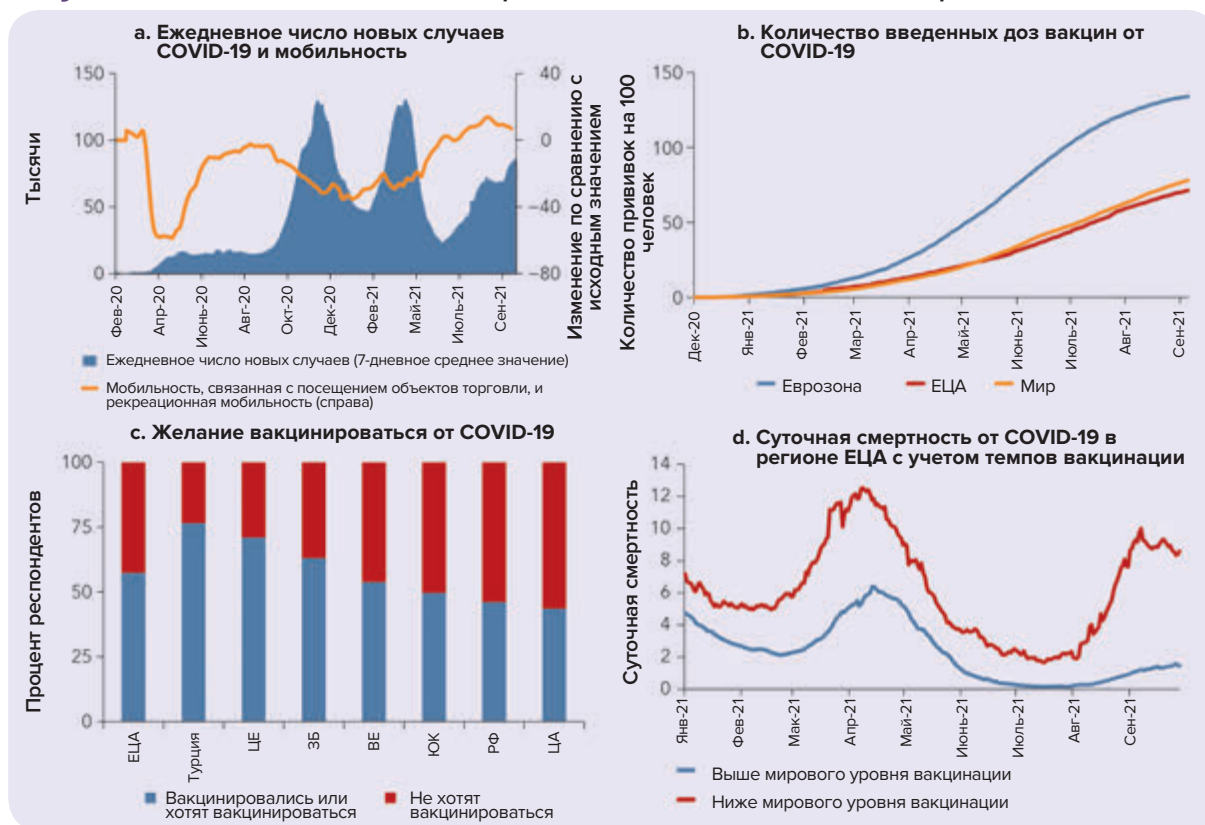 a. Ежедневное число новых случаев
COVID-19 и мобильность
Тысячи
150
100
50
0
40
0
−40
−80
Изменение по сравнению с
исходным значением
Фев-20
Апр-20
Июнь-20
Авг-20
Окт-20
Дек-20
Фев-21
Май-21
Июль-21
Сен-21
Ежедневное число новых случаев (7-дневное среднее значение)
Мобильность, связанная с посещением объектов торговли, и
рекреационная мобильность (справа)
b. Количество введенных доз вакцин от
COVID-19
Количество прививок на 100
человек
150
100
50
0
Дек-20
Янв-21
Фев-21
Мар-21
Апр-21
Май-21
Июнь-21
Июль-21
Авг-21
Сен-21
Еврозона
ЕЦА
Мир
c. Желание вакцинироваться от COVID-19
Процент респондентов
100
75
50
25
0
ЕЦА
Турция
ЦЕ
ЗБ
ВЕ
ЮК
РФ
ЦА
Вакцинировались или
хотят вакцинироваться
Не хотят
вакцинироваться
d. Суточная смертность от COVID-19 в
регионе ЕЦА с учетом темпов вакцинации
Суточная смертность
14
12
10
8
6
4
2
0
Янв-21
Фев-21
Мак-21
Апр-21
Май-21
Июнь-21
Июль-21
Авг-21
Сен-21
Выше мирового уровня вакцинации
Ниже мирового уровня вакцинации